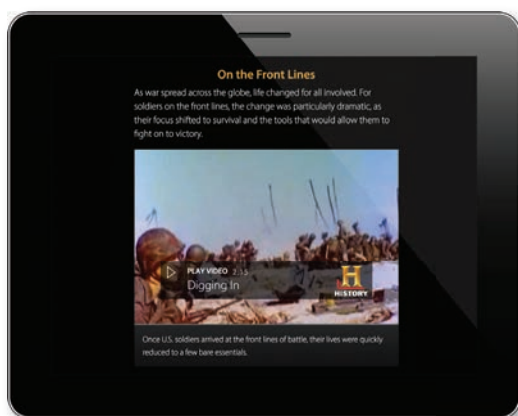 On the Front Lines
As war spread across the globe, life changed for all involved. For
soldiers on the front lines, the change was particularly dramatic, as
their focus shifted to survival and the tools that would allow them to
fight on to victory.
PLAY VIDEO 2:35
Digging In
H
HISTORY
Once U.S. soldiers arrived at the front lines of battle, their lives were quickly
reduced to a few bare essentials.